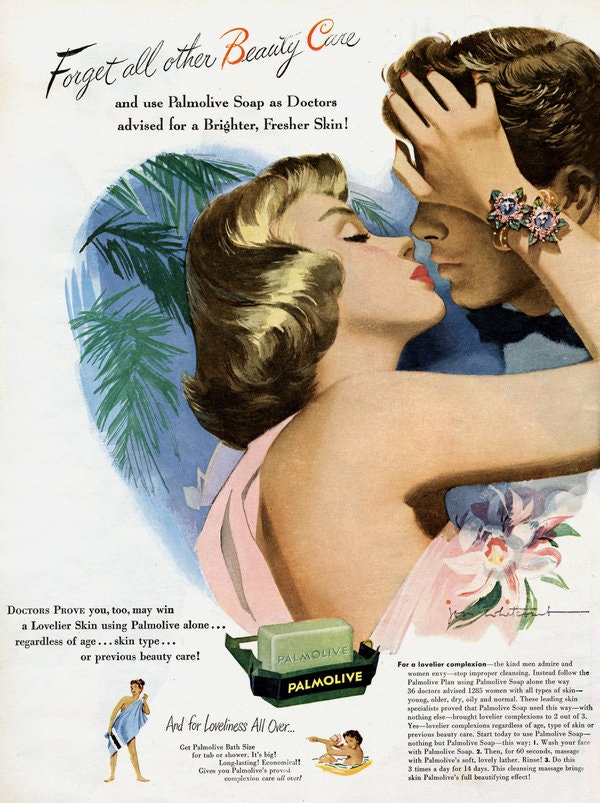 Forget all other Beauty Care
and use Palmolive Soap as Doctors
advised for a Brighter, Fresher Skin!
DOCTORS PROVE you, too, may win
a Lovelier Skin using Palmolive alone...
regardless of age...skin type...
or previous beauty care!
PALMOLIVE
PALMOLIVE
And for Loveliness All Over...
Get Palmolive Bath Size
for tub or shower. It's big!
Long-lasting! Economical!
Gives you Palmolive's proved
complexion care all over!
For a lovelier complexion—the kind men admire and
women envy—stop improper cleansing. Instead follow the
Palmolive Plan using Palmolive Soap alone the way
36 doctors advised 1285 women with all types of skin—
young, older, dry, oily and normal. These leading skin
specialists proved that Palmolive Soap used this way—with
nothing else—brought lovelier complexions to 2 out of 3.
Yes—lovelier complexions regardless of age, type of skin or
previous beauty care. Start today to use Palmolive Soap—
nothing but Palmolive Soap—this way: 1. Wash your face
with Palmolive Soap. 2. Then, for 60 seconds, massage
with Palmolive's soft, lovely lather. Rinse! 3. Do this
3 times a day for 14 days. This cleansing massage brings
skin Palmolive's full beautifying effect!